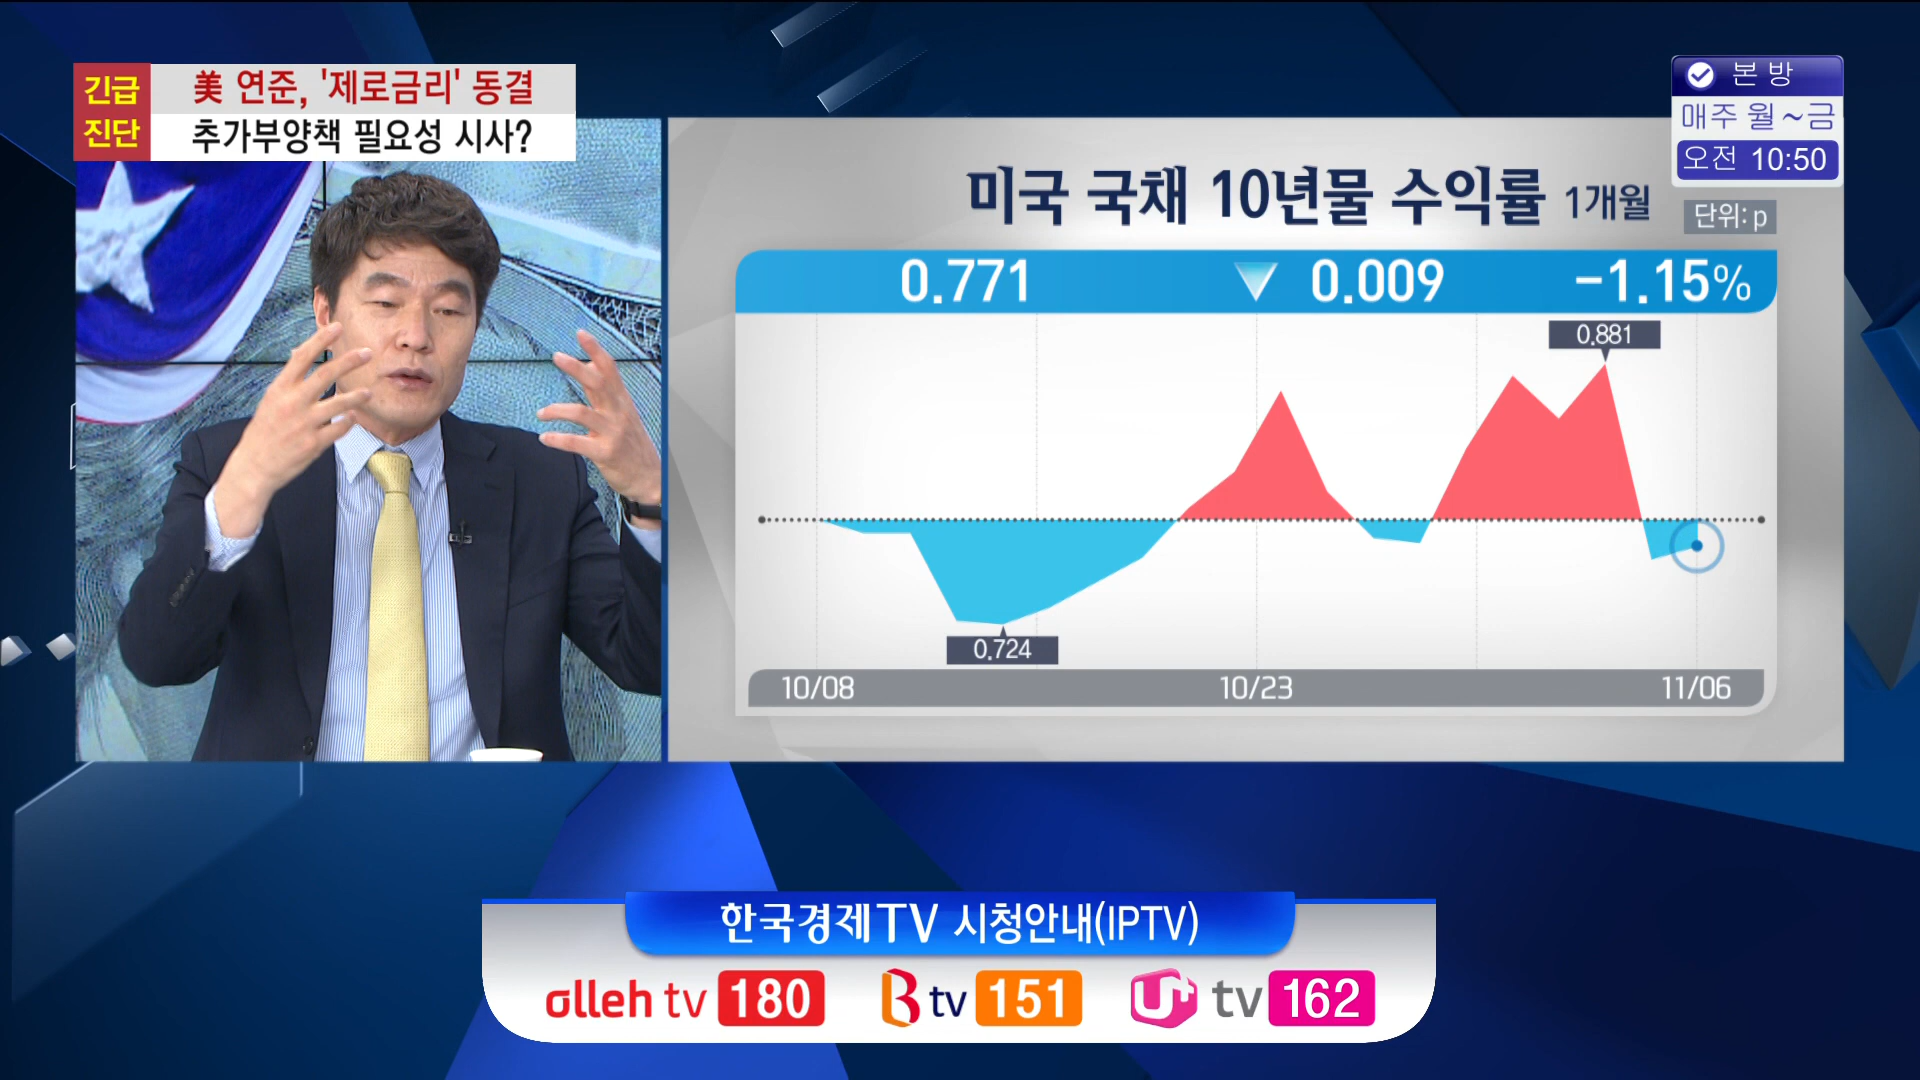 긴급
진단
美 연준, '제로금리' 동결
추가부양책 필요성 시사?
본 방
매주 월~금
오전 10:50
미국 국채 10년물 수익률 1개월
단위: p
0.771 ▼ 0.009 -1.15%
0.881
0.724
10/08 10/23 11/06
한국경제TV 시청안내(IPTV)
olleh tv 180 B tv 151 U+ tv 162